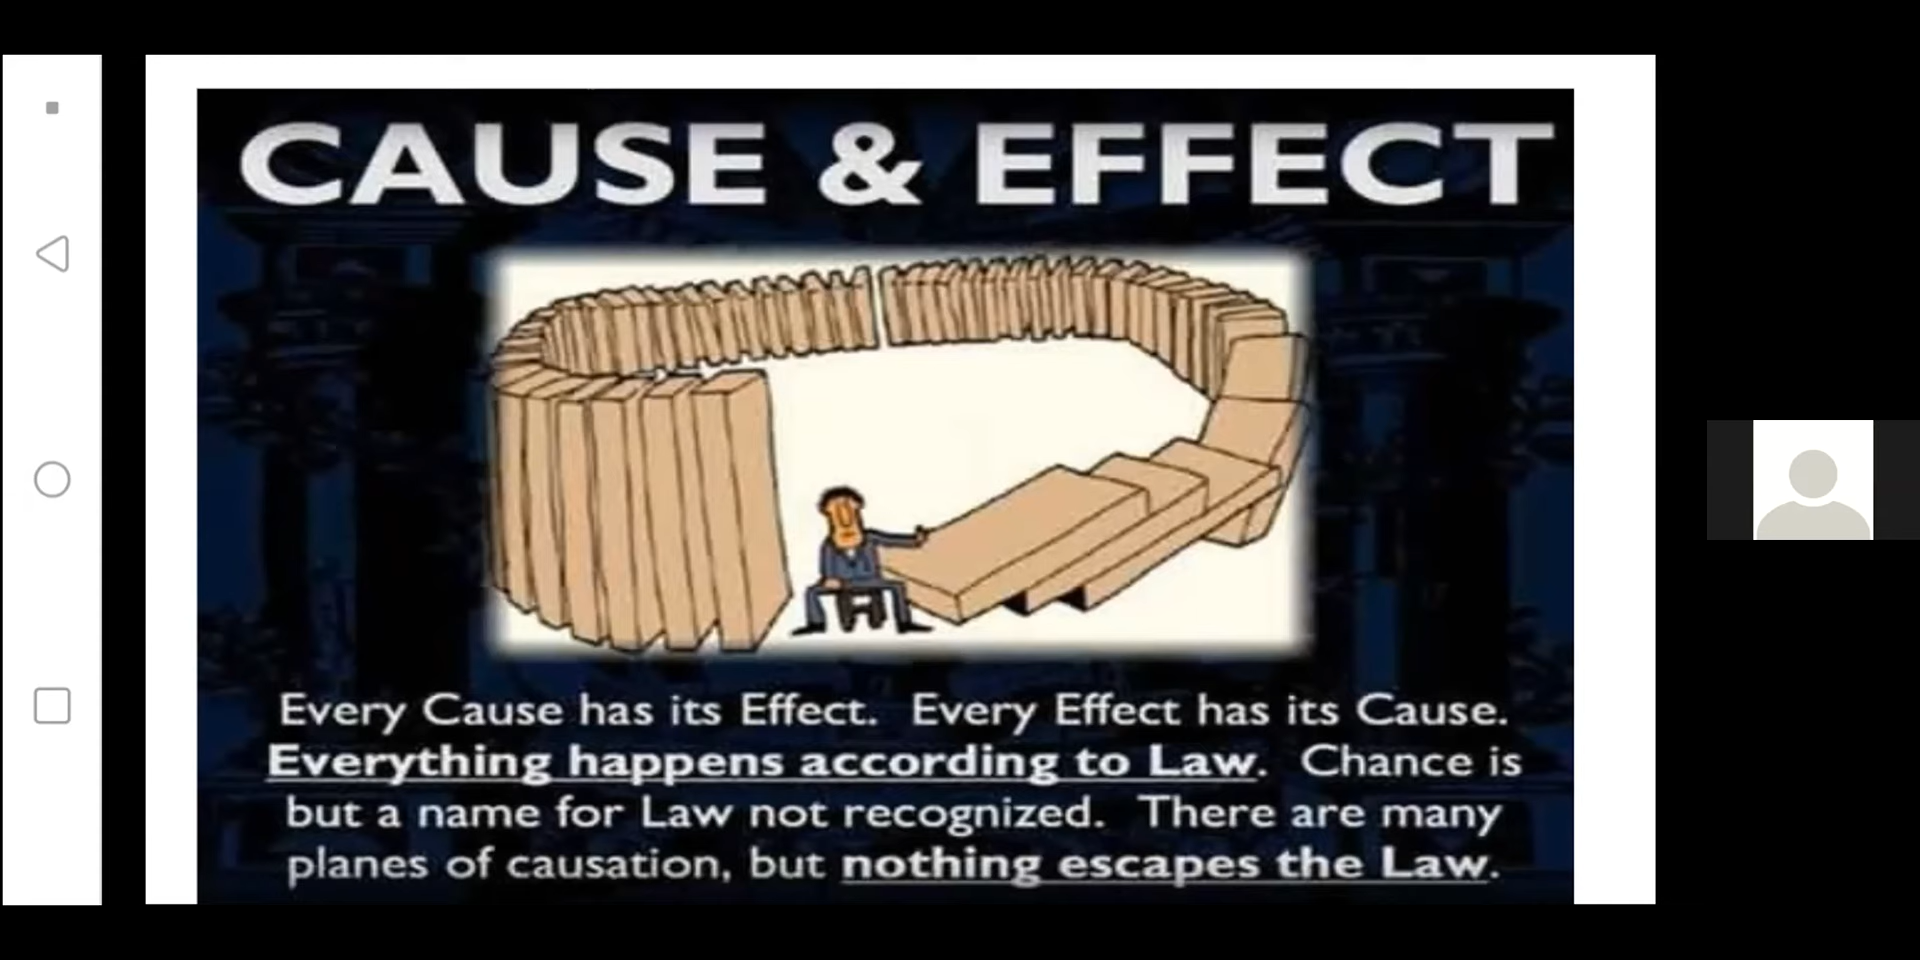 CAUSE & EFFECT
Every Cause has its Effect. Every Effect has its Cause.
Everything happens according to Law. Chance is
but a name for Law not recognized. There are many
planes of causation, but nothing escapes the Law.